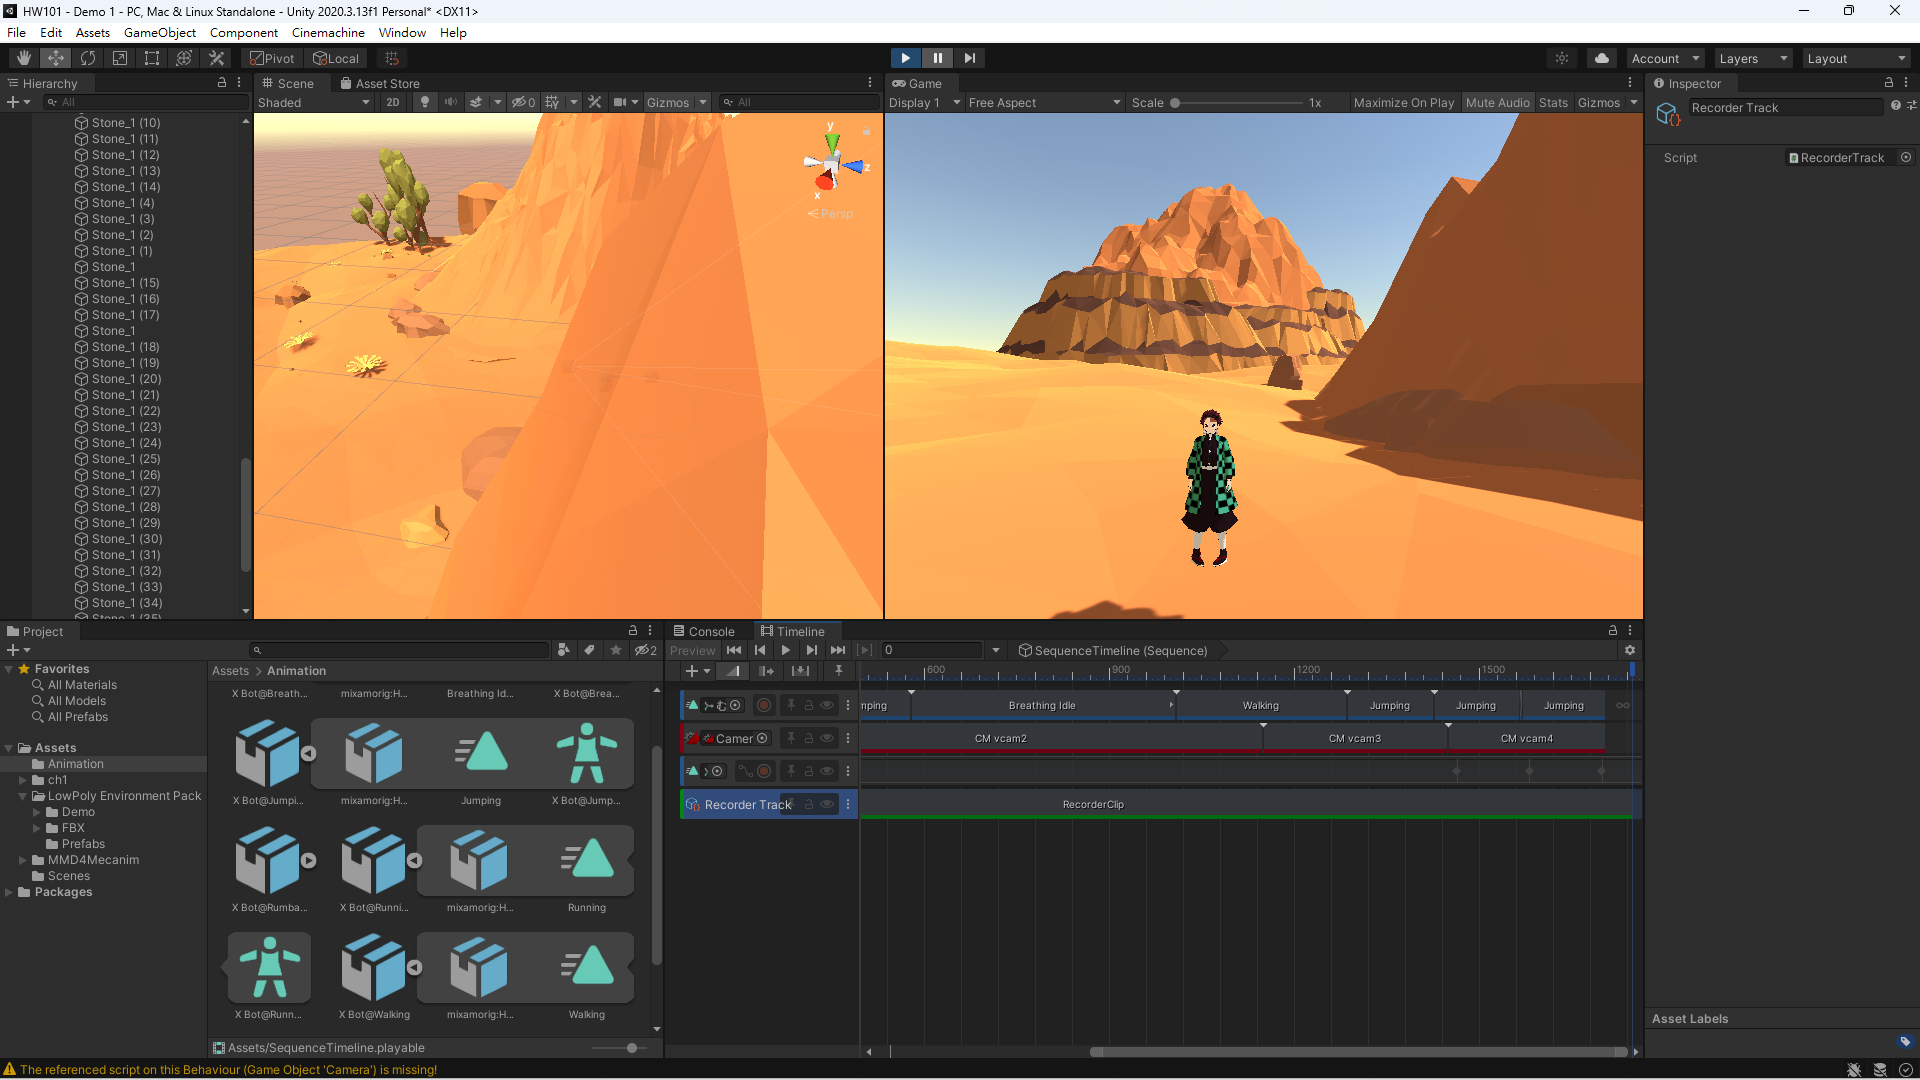 HW101 - Demo 1 - PC, Mac & Linux Standalone - Unity 2020.3.13f1 Personal* <DX11>
File Edit Assets GameObject Component Cinemachine Window Help
Pivot Local Account Layers Layout
Hierarchy
All
Stone_1 (10)
Stone_1 (11)
Stone_1 (12)
Stone_1 (13)
Stone_1 (14)
Stone_1 (4)
Stone_1 (3)
Stone_1 (2)
Stone_1 (1)
Stone_1
Stone_1 (15)
Stone_1 (16)
Stone_1 (17)
Stone_1
Stone_1 (18)
Stone_1 (19)
Stone_1 (20)
Stone_1 (21)
Stone_1 (22)
Stone_1 (23)
Stone_1 (24)
Stone_1 (25)
Stone_1 (26)
Stone_1 (27)
Stone_1 (28)
Stone_1 (29)
Stone_1 (30)
Stone_1 (31)
Stone_1 (32)
Stone_1 (33)
Stone_1 (34)
Stone_1 (35)
Scene Asset Store
Shaded 2D 0 Gizmos All
y
z
x
Persp
Game
Display 1 Free Aspect Scale 1x Maximize On Play Mute Audio Stats Gizmos
Inspector
Recorder Track
Script RecorderTrack
Asset Labels
Project
2
Favorites
All Materials
All Models
All Prefabs
Assets
Animation
ch1
LowPoly Environment Pack
Demo
FBX
Prefabs
MMD4Mecanim
Scenes
Packages
Assets > Animation
X Bot@Breath... mixamorig:H... Breathing Id... X Bot@Brea...
X Bot@Jumpi... mixamorig:H... Jumping X Bot@Jump...
X Bot@Rumba... X Bot@Runni... mixamorig:H... Running
X Bot@Runn... X Bot@Walking mixamorig:H... Walking
Assets/SequenceTimeline.playable
Console Timeline
Preview 0 SequenceTimeline (Sequence)
600 900 1200 1500
mping Breathing Idle Walking Jumping Jumping Jumping
Camer CM vcam2 CM vcam3 CM vcam4
Recorder Track RecorderClip
The referenced script on this Behaviour (Game Object 'Camera') is missing!